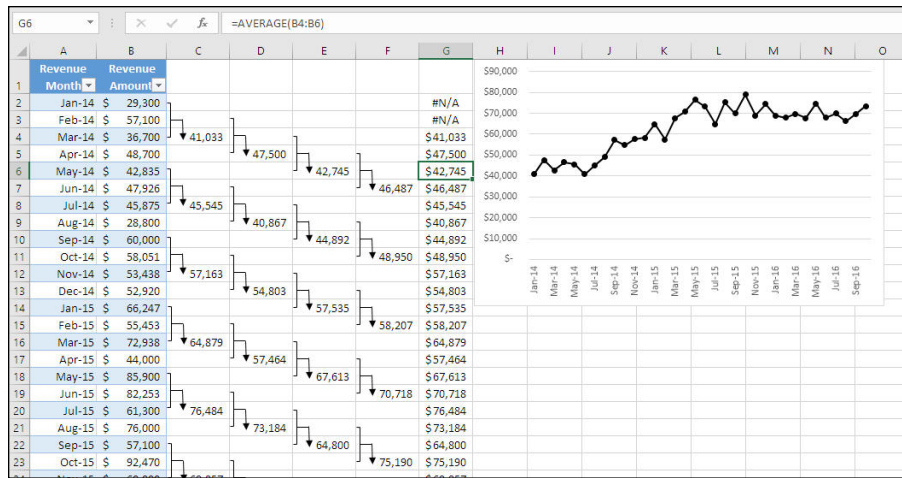 G6 fx =AVERAGE(B4:B6)
A B C D E F G H I J K L M N O
Revenue Revenue
1 Month Amount
2 Jan-14 $ 29,300 #N/A
3 Feb-14 $ 57,100 #N/A
4 Mar-14 $ 36,700 41,033 $41,033
5 Apr-14 $ 48,700 47,500 $47,500
6 May-14 $ 42,835 42,745 $42,745
7 Jun-14 $ 47,926 46,487 $46,487
8 Jul-14 $ 45,875 45,545 $45,545
9 Aug-14 $ 28,800 40,867 $40,867
10 Sep-14 $ 60,000 44,892 $44,892
11 Oct-14 $ 58,051 48,950 $48,950
12 Nov-14 $ 53,438 57,163 $57,163
13 Dec-14 $ 52,920 54,803 $54,803
14 Jan-15 $ 66,247 57,535 $57,535
15 Feb-15 $ 55,453 58,207 $58,207
16 Mar-15 $ 72,938 64,879 $64,879
17 Apr-15 $ 44,000 57,464 $57,464
18 May-15 $ 85,900 67,613 $67,613
19 Jun-15 $ 82,253 70,718 $70,718
20 Jul-15 $ 61,300 76,484 $76,484
21 Aug-15 $ 76,000 73,184 $73,184
22 Sep-15 $ 57,100 64,800 $64,800
23 Oct-15 $ 92,470 75,190 $75,190
$90,000
$80,000
$70,000
$60,000
$50,000
$40,000
$30,000
$20,000
$10,000
$-
Jan-14 Mar-14 May-14 Jul-14 Sep-14 Nov-14 Jan-15 Mar-15 May-15 Jul-15 Sep-15 Nov-15 Jan-16 Mar-16 May-16 Jul-16 Sep-16